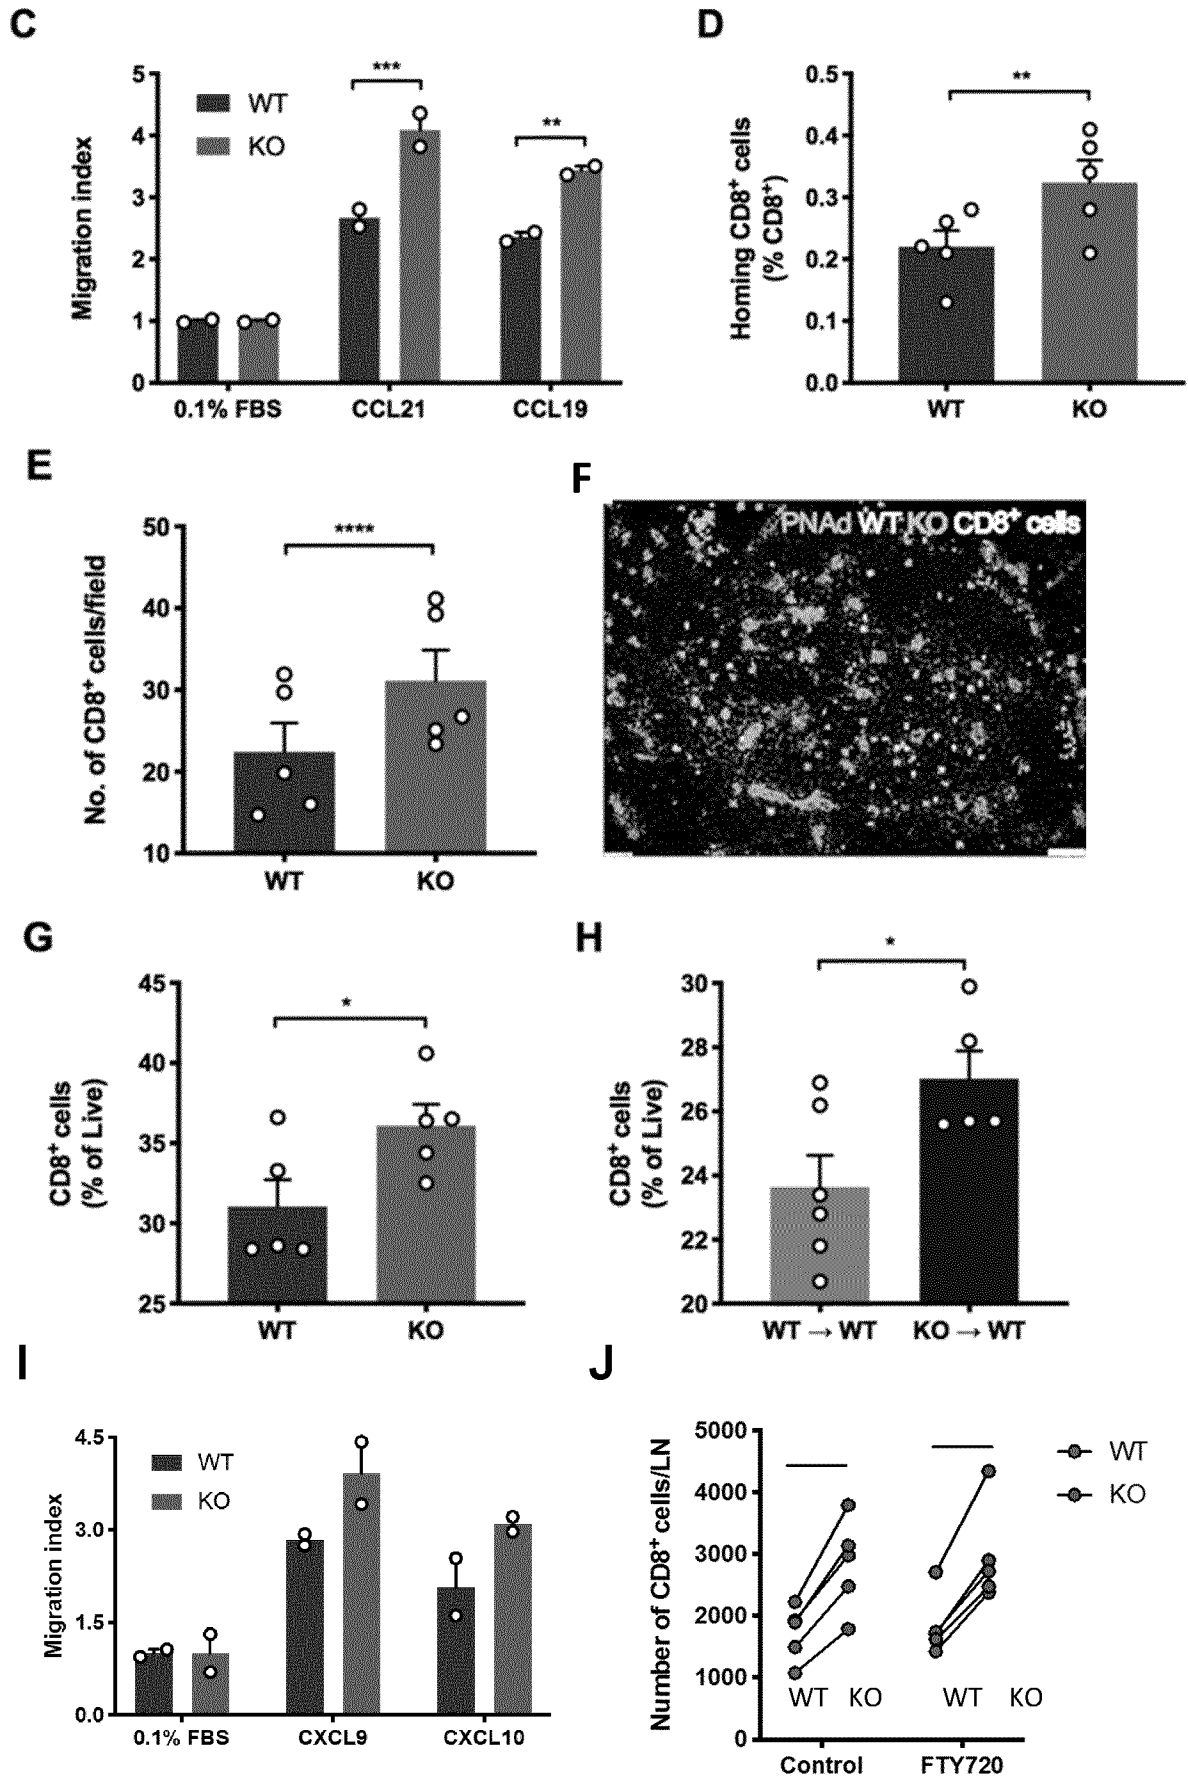 C
Migration index
5
4
3
2
1
0
WT
KO
***
**
0.1% FBS
CCL21
CCL19
D
Homing CD8⁺ cells
(% CD8⁺)
0.5
0.4
0.3
0.2
0.1
0.0
**
WT
KO
E
No. of CD8⁺ cells/field
50
40
30
20
10
****
WT
KO
F
PNAd WT KO CD8⁺ cells
G
CD8⁺ cells
(% of Live)
45
40
35
30
25
*
WT
KO
H
CD8⁺ cells
(% of Live)
30
28
26
24
22
20
*
WT → WT
KO → WT
I
Migration index
4.5
3.0
1.5
0.0
WT
KO
0.1% FBS
CXCL9
CXCL10
J
Number of CD8⁺ cells/LN
5000
4000
3000
2000
1000
0
WT KO
WT KO
Control
FTY720
WT
KO